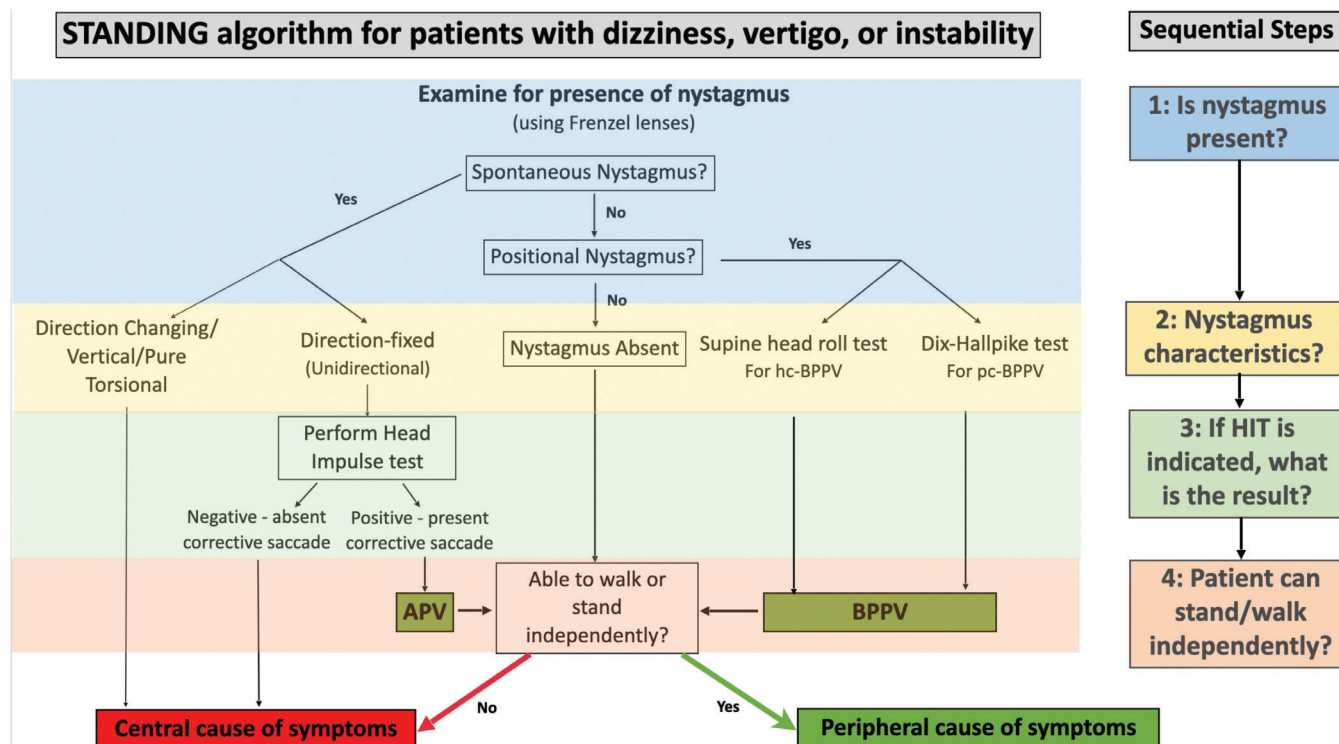 STANDING algorithm for patients with dizziness, vertigo, or instability
Examine for presence of nystagmus
(using Frenzel lenses)
Spontaneous Nystagmus?
Yes
No
Positional Nystagmus?
Yes
No
Direction Changing/
Vertical/Pure
Torsional
Direction-fixed
(Unidirectional)
Nystagmus Absent
Supine head roll test
For hc-BPPV
Dix-Hallpike test
For pc-BPPV
Perform Head
Impulse test
Negative - absent
corrective saccade
Positive - present
corrective saccade
APV
Able to walk or
stand
independently?
BPPV
No
Yes
Central cause of symptoms
Peripheral cause of symptoms
Sequential Steps
1: Is nystagmus
present?
2: Nystagmus
characteristics?
3: If HIT is
indicated, what
is the result?
4: Patient can
stand/walk
independently?